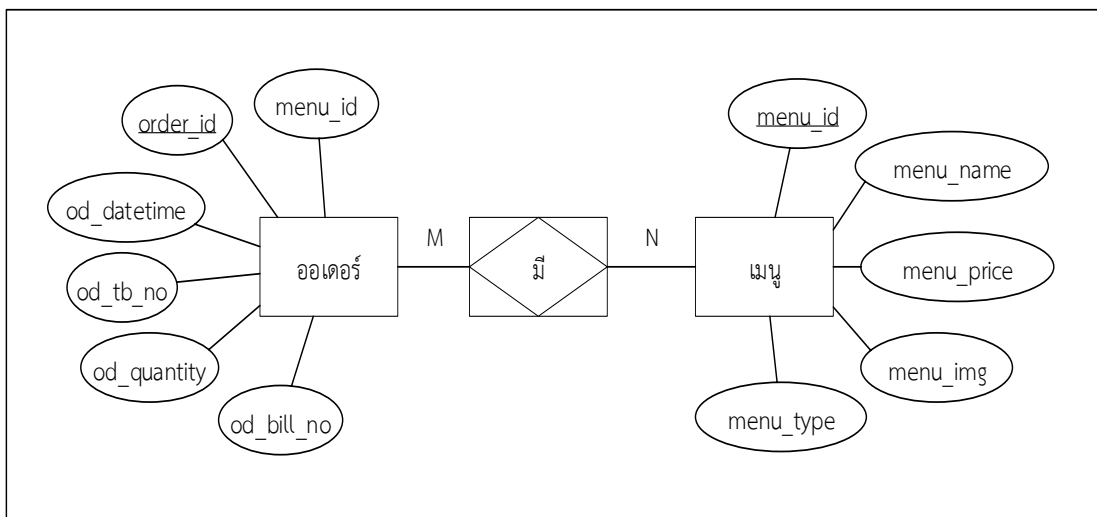 menu_id
order_id
od_datetime
od_tb_no
od_quantity
od_bill_no
ออเดอร์
M
มี
N
เมนู
menu_id
menu_name
menu_price
menu_img
menu_type